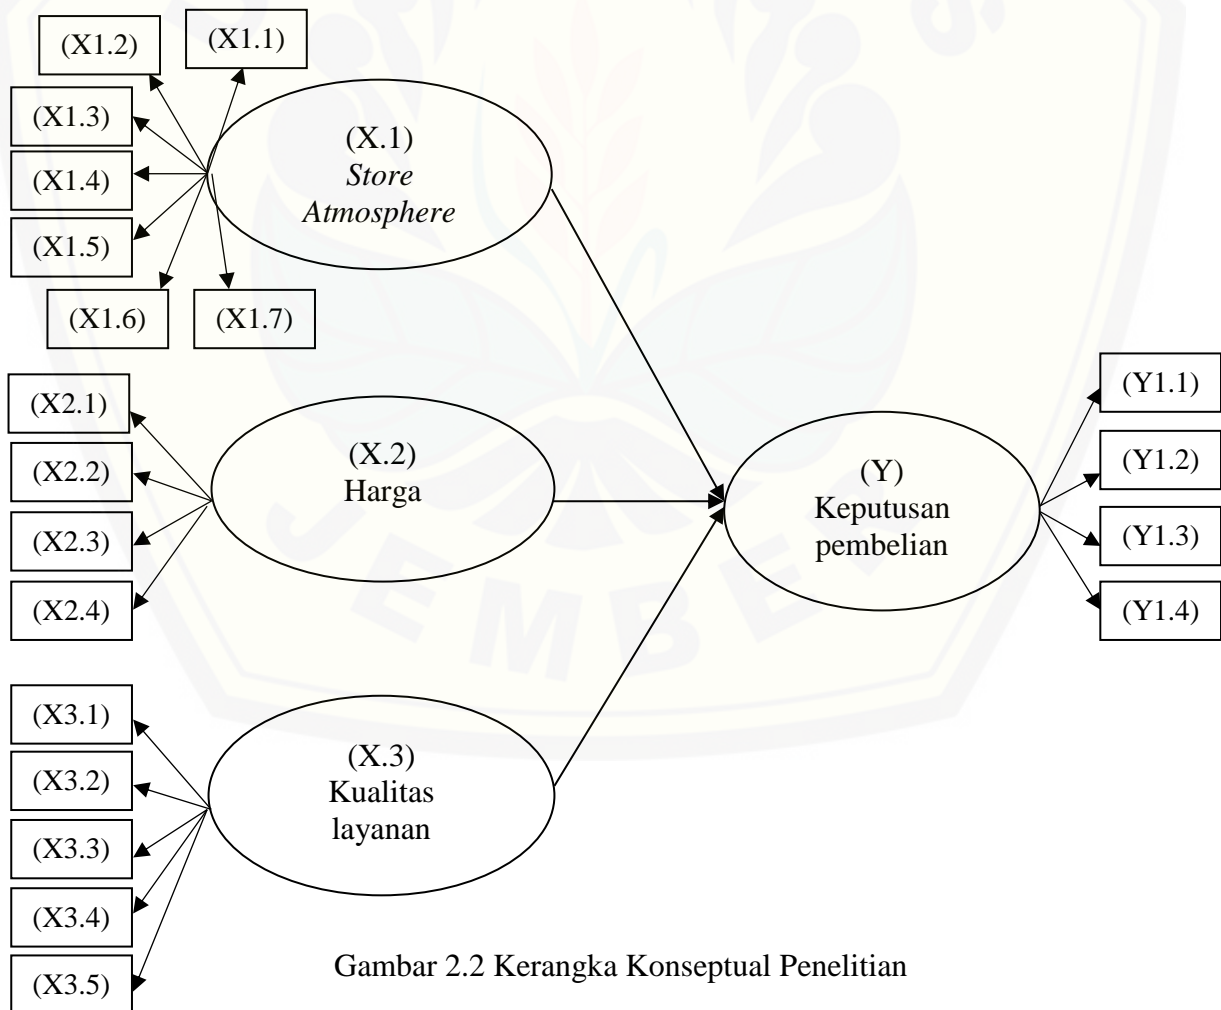 (X1.2)
(X1.1)
(X1.3)
(X1.4)
(X1.5)
(X1.6)
(X1.7)
(X.1)
Store
Atmosphere
(X2.1)
(X2.2)
(X2.3)
(X2.4)
(X.2)
Harga
(Y)
Keputusan
pembelian
(Y1.1)
(Y1.2)
(Y1.3)
(Y1.4)
(X3.1)
(X3.2)
(X3.3)
(X3.4)
(X3.5)
(X.3)
Kualitas
layanan
JEMBER
Gambar 2.2 Kerangka Konseptual Penelitian